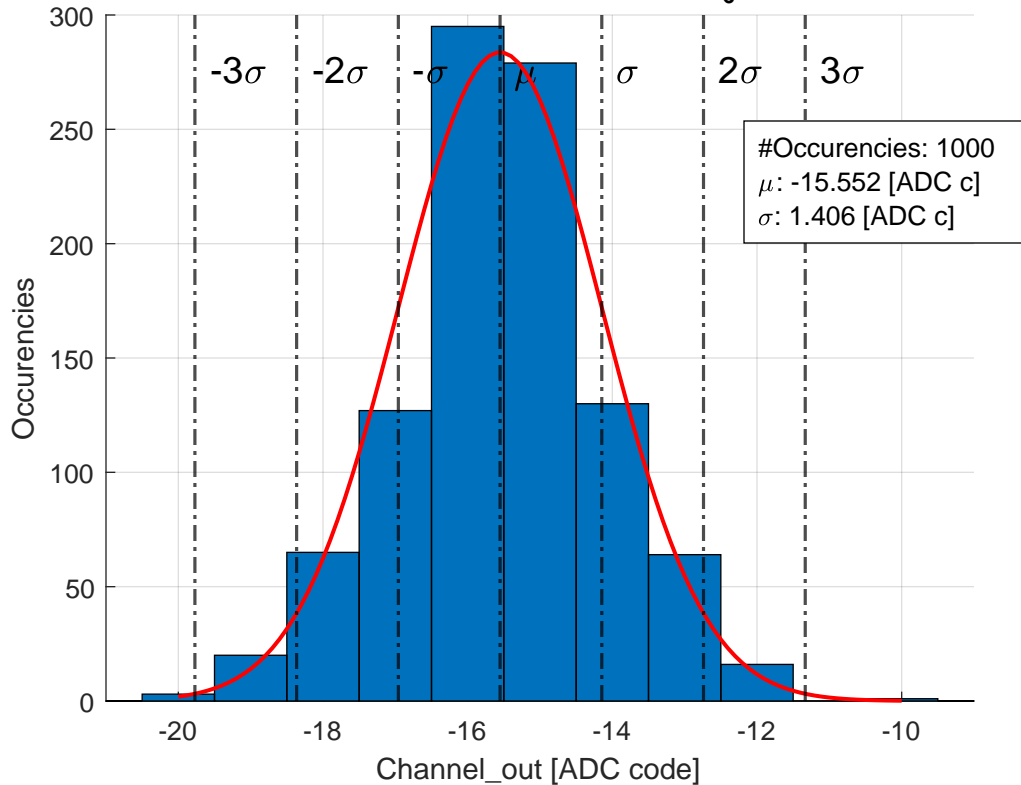 300
250
200
150
100
50
0
Occurencies
-3σ
-2σ
-σ
μ
σ
2σ
3σ
#Occurencies: 1000
μ: -15.552 [ADC c]
σ: 1.406 [ADC c]
-20
-18
-16
-14
-12
-10
Channel_out [ADC code]